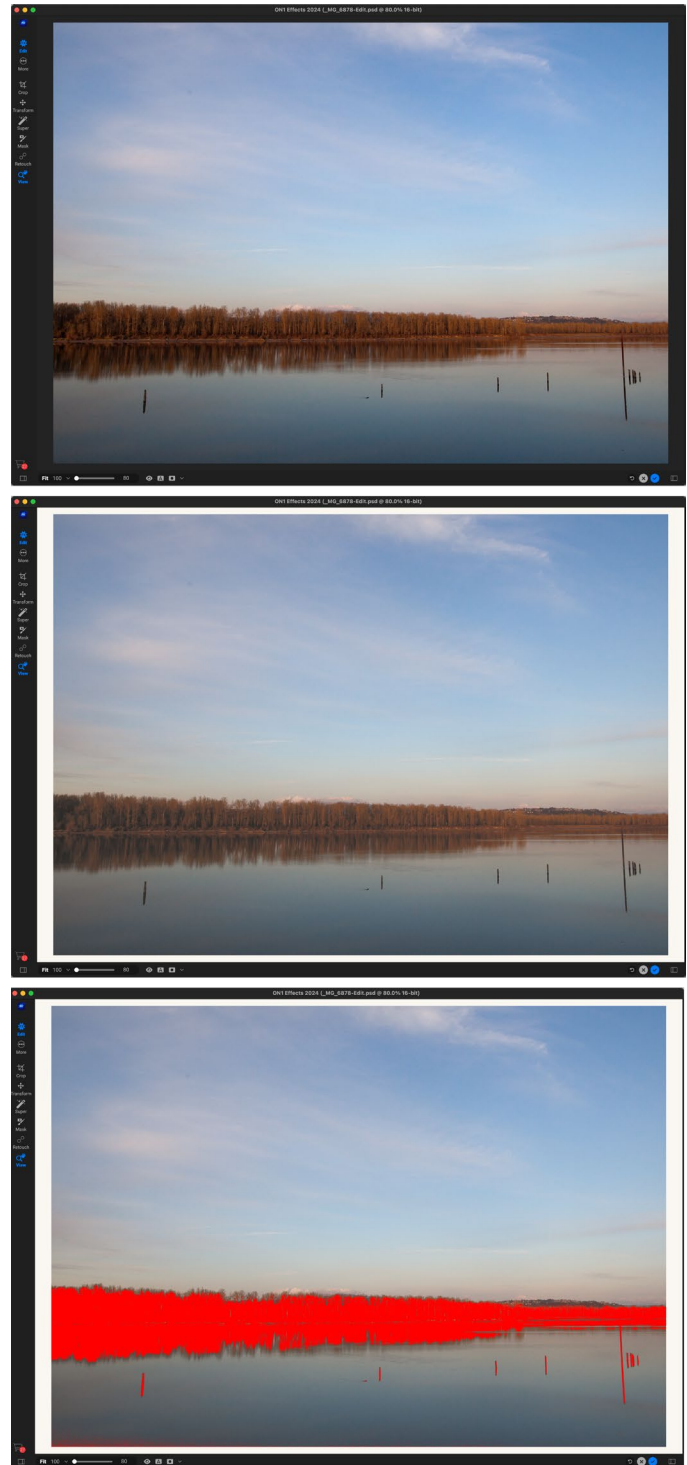 ON1 Effects 2024 (_MG_6878-Edit.psd @ 80.0% 16-bit)
Edit
More
Crop
Transform
Super
Mask
Retouch
View
Fit 100 80
ON1 Effects 2024 (_MG_6878-Edit.psd @ 80.0% 16-bit)
Edit
More
Crop
Transform
Super
Mask
Retouch
View
Fit 100 80
ON1 Effects 2024 (_MG_6878-Edit.psd @ 80.0% 16-bit)
Edit
More
Crop
Transform
Super
Mask
Retouch
View
Fit 100 80